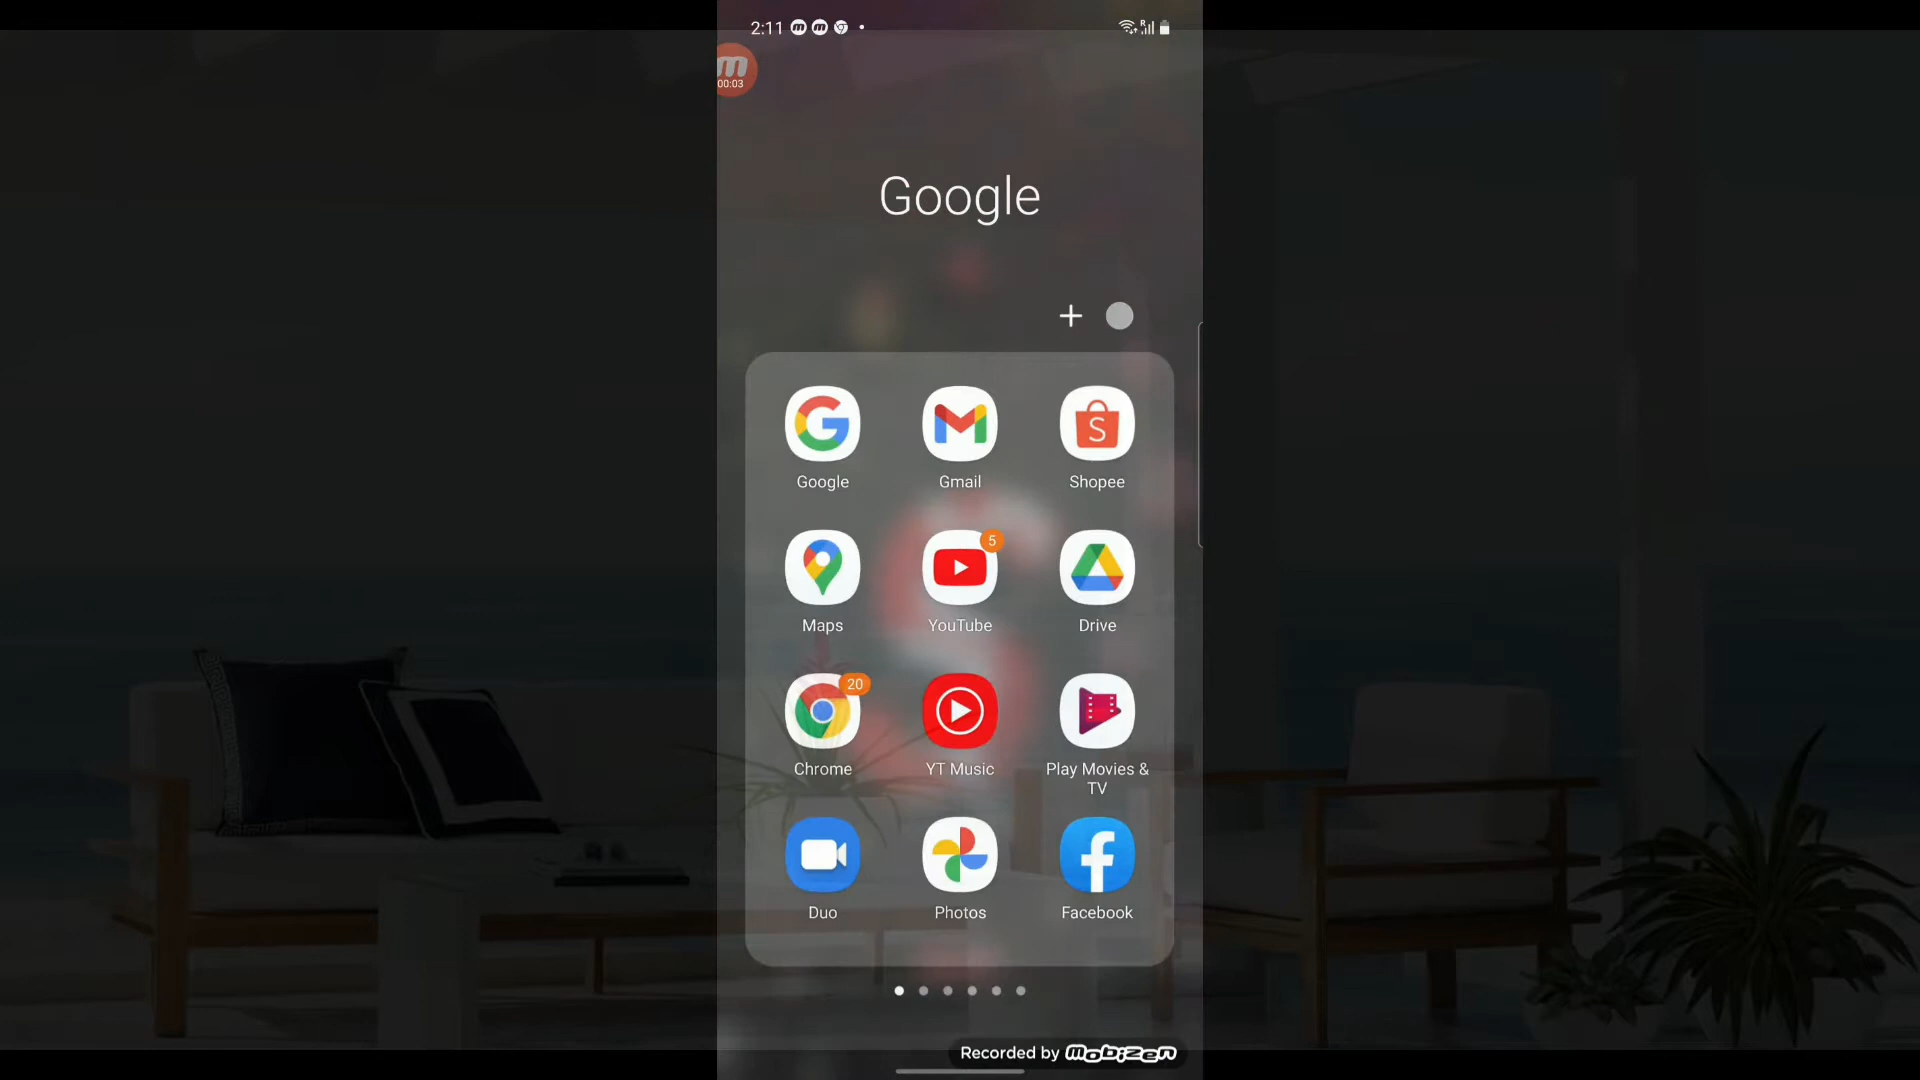 2:11
00:03
Google
Google Gmail Shopee
5
Maps YouTube Drive
20
Chrome YT Music Play Movies &
TV
Duo Photos Facebook
Recorded by mobizen